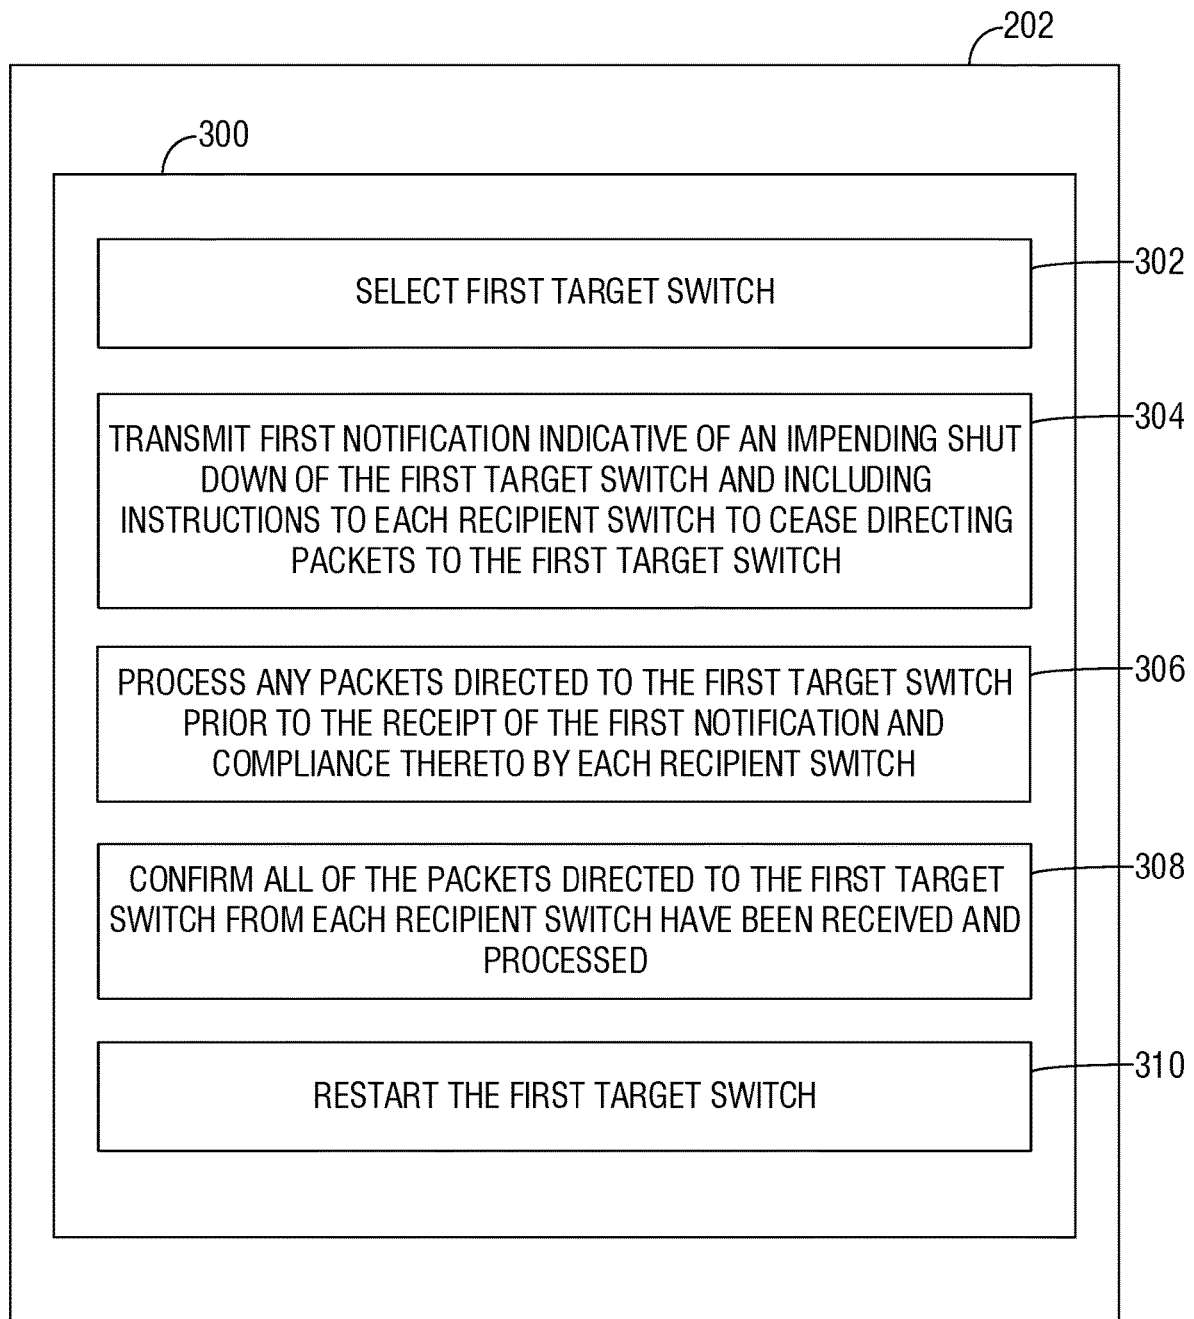 202
300
SELECT FIRST TARGET SWITCH
302
TRANSMIT FIRST NOTIFICATION INDICATIVE OF AN IMPENDING SHUT
DOWN OF THE FIRST TARGET SWITCH AND INCLUDING
INSTRUCTIONS TO EACH RECIPIENT SWITCH TO CEASE DIRECTING
PACKETS TO THE FIRST TARGET SWITCH
304
PROCESS ANY PACKETS DIRECTED TO THE FIRST TARGET SWITCH
PRIOR TO THE RECEIPT OF THE FIRST NOTIFICATION AND
COMPLIANCE THERETO BY EACH RECIPIENT SWITCH
306
CONFIRM ALL OF THE PACKETS DIRECTED TO THE FIRST TARGET
SWITCH FROM EACH RECIPIENT SWITCH HAVE BEEN RECEIVED AND
PROCESSED
308
RESTART THE FIRST TARGET SWITCH
310